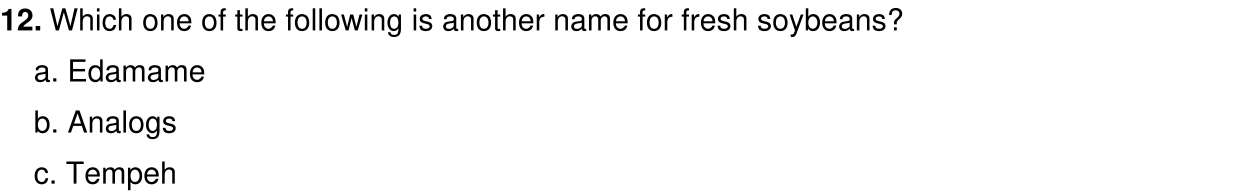 12. Which one of the following is another name for fresh soybeans?
a. Edamame
b. Analogs
c. Tempeh